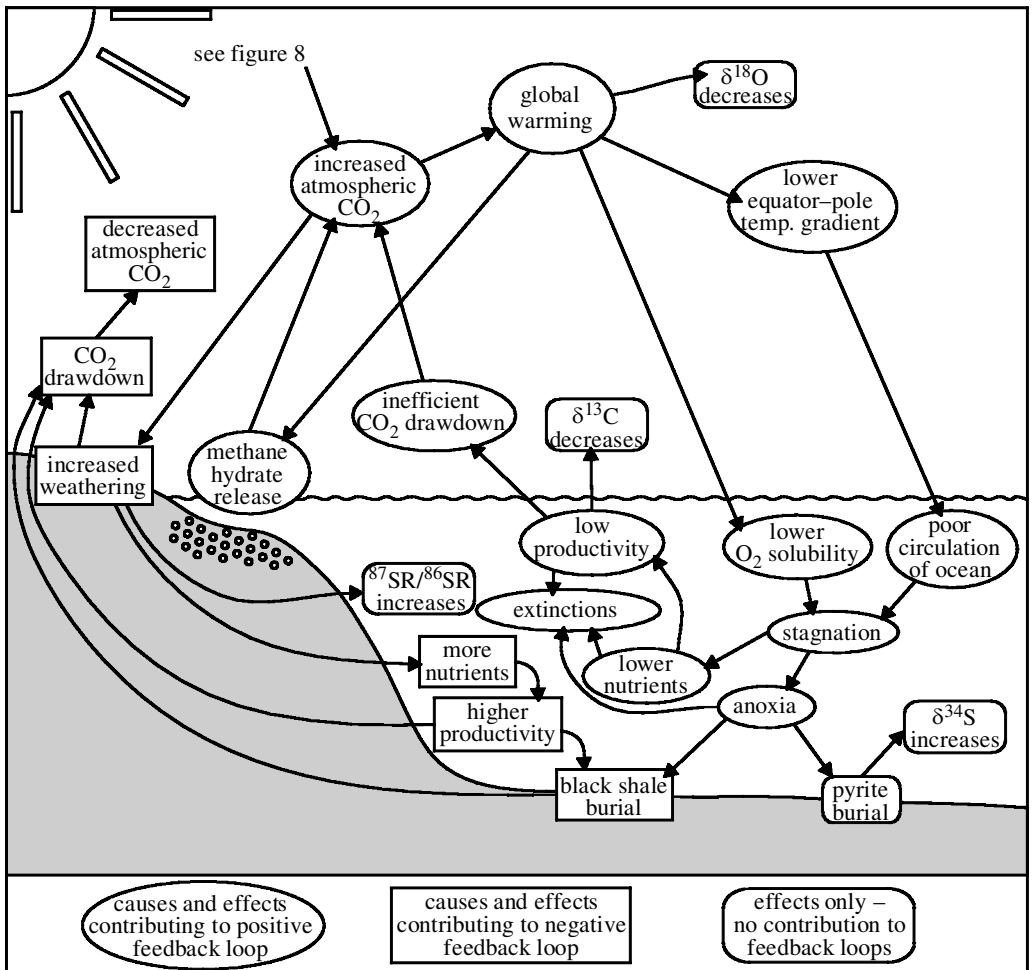 see figure 8
global
warming
δ¹⁸O
decreases
increased
atmospheric
CO₂
lower
equator–pole
temp. gradient
decreased
atmospheric
CO₂
CO₂
drawdown
inefficient
CO₂ drawdown
δ¹³C
decreases
increased
weathering
methane
hydrate
release
low
productivity
lower
O₂ solubility
poor
circulation
of ocean
⁸⁷SR/⁸⁶SR
increases
extinctions
stagnation
more
nutrients
lower
nutrients
anoxia
higher
productivity
δ³⁴S
increases
black shale
burial
pyrite
burial
causes and effects
contributing to positive
feedback loop
causes and effects
contributing to negative
feedback loop
effects only –
no contribution to
feedback loops